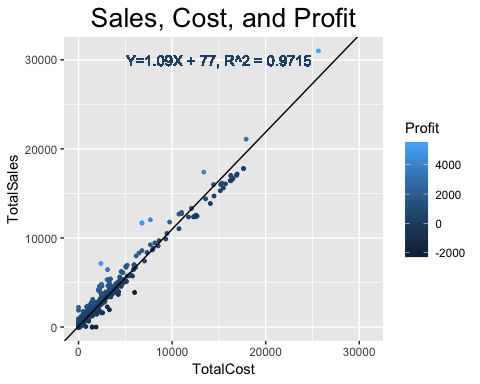 Sales, Cost, and Profit
Y=1.09X + 77, R^2 = 0.9715
30000
20000
10000
0
TotalSales
0 10000 20000 30000
TotalCost
Profit
4000
2000
0
-2000